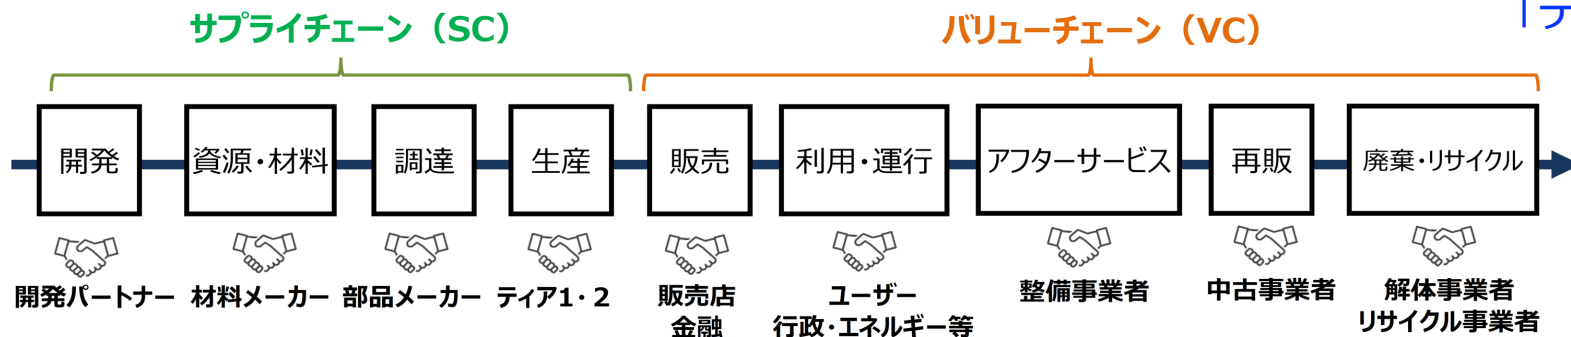 サプライチェーン（SC）
バリューチェーン（VC）
「デ
開発
資源・材料
調達
生産
販売
利用・運行
アフターサービス
再販
廃棄・リサイクル
開発パートナー
材料メーカー
部品メーカー
ティア1・2
販売店
金融
ユーザー
行政・エネルギー等
整備事業者
中古事業者
解体事業者
リサイクル事業者